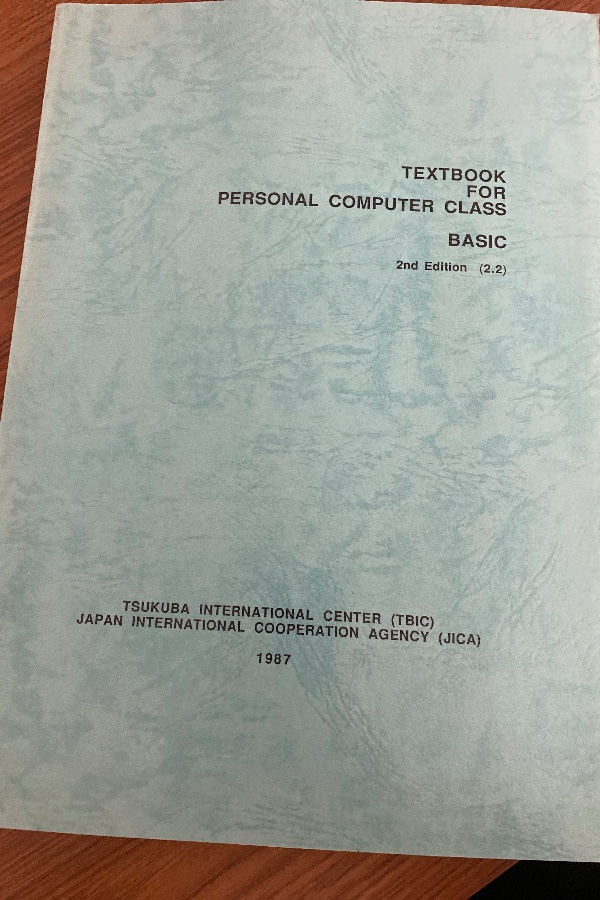 TEXTBOOK
FOR
PERSONAL COMPUTER CLASS
BASIC
2nd Edition (2.2)
TSUKUBA INTERNATIONAL CENTER (TBIC)
JAPAN INTERNATIONAL COOPERATION AGENCY (JICA)
1987